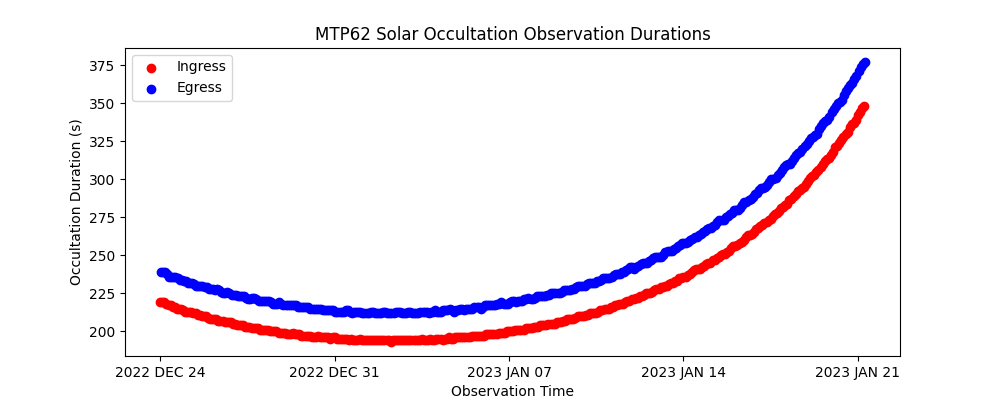 MTP62 Solar Occultation Observation Durations
Ingress
Egress
Occultation Duration (s)
375
350
325
300
275
250
225
200
2022 DEC 24
2022 DEC 31
2023 JAN 07
2023 JAN 14
2023 JAN 21
Observation Time